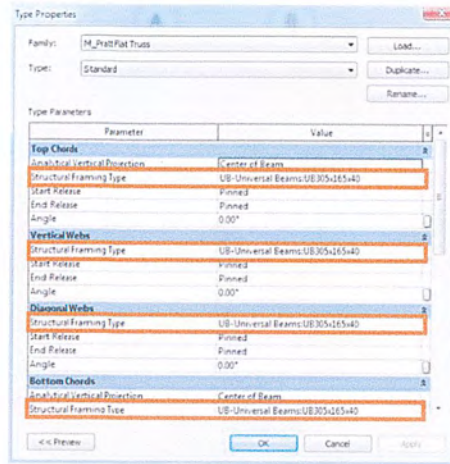 Type Properties
Family: M_Pratt Flat Truss Load...
Type: Standard Duplicate...
Rename...
Type Parameters
Parameter Value
Top Chords
Analytical Vertical Projection Center of Beam
Structural Framing Type UB-Universal Beams:UB305x165x40
Start Release Pinned
End Release Pinned
Angle 0.00°
Vertical Webs
Structural Framing Type UB-Universal Beams:UB305x165x40
Start Release Pinned
End Release Pinned
Angle 0.00°
Diagonal Webs
Structural Framing Type UB-Universal Beams:UB305x165x40
Start Release Pinned
End Release Pinned
Angle 0.00°
Bottom Chords
Analytical Vertical Projection Center of Beam
Structural Framing Type UB-Universal Beams:UB305x165x40
<< Preview OK Cancel Apply